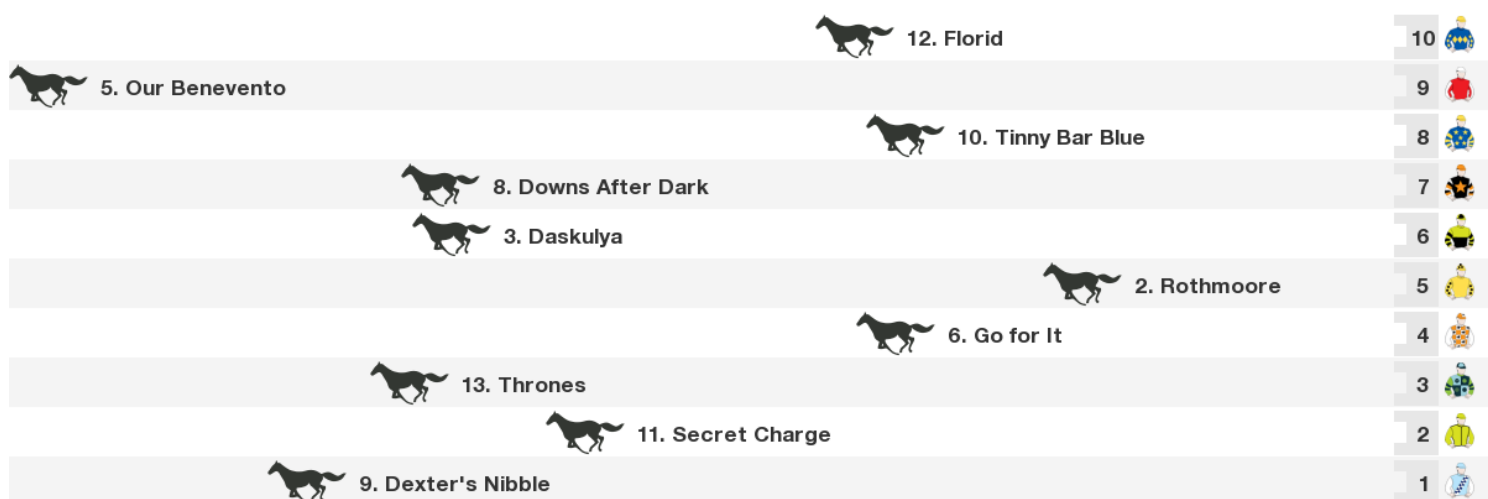 12. Florid 10
5. Our Benevento 9
10. Tinny Bar Blue 8
8. Downs After Dark 7
3. Daskulya 6
2. Rothmoore 5
6. Go for It 4
13. Thrones 3
11. Secret Charge 2
9. Dexter's Nibble 1